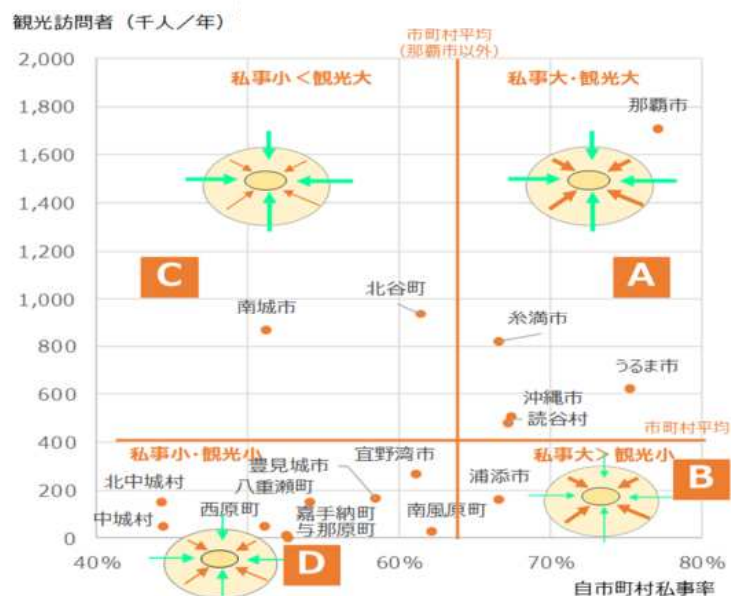 観光訪問者（千人／年）
市町村平均
（那覇市以外）
2,000
私事小＜観光大
私事大・観光大
1,800
那覇市
1,600
1,400
1,200
C
A
1,000
北谷町
南城市
糸満市
800
うるま市
600
沖縄市
読谷村
400
市町村平均
私事小・観光小
宜野湾市
私事大＞観光小
豊見城市
北中城村
八重瀬町
浦添市
B
200
中城村
西原町
嘉手納町
南風原町
与那原町
0
D
40%
60%
70%
80%
自市町村私事率